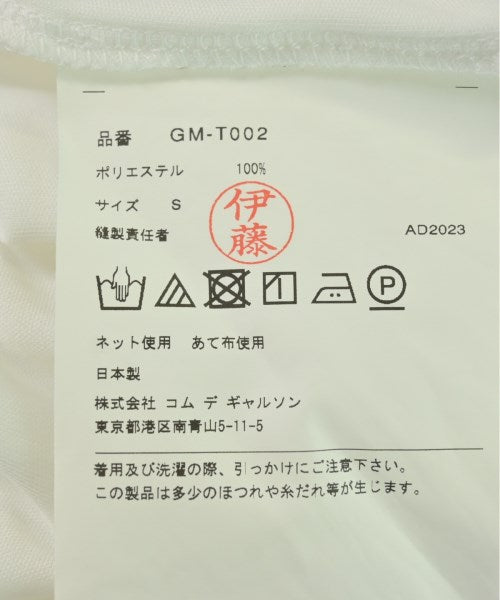 品番 GM-T002
ポリエステル 100%
サイズ S
縫製責任者 伊藤 AD2023
P
ネット使用 あて布使用
日本製
株式会社 コム デ ギャルソン
東京都港区南青山5-11-5
着用及び洗濯の際、引っかけにご注意下さい。
この製品は多少のほつれや糸だれ等が生じます。